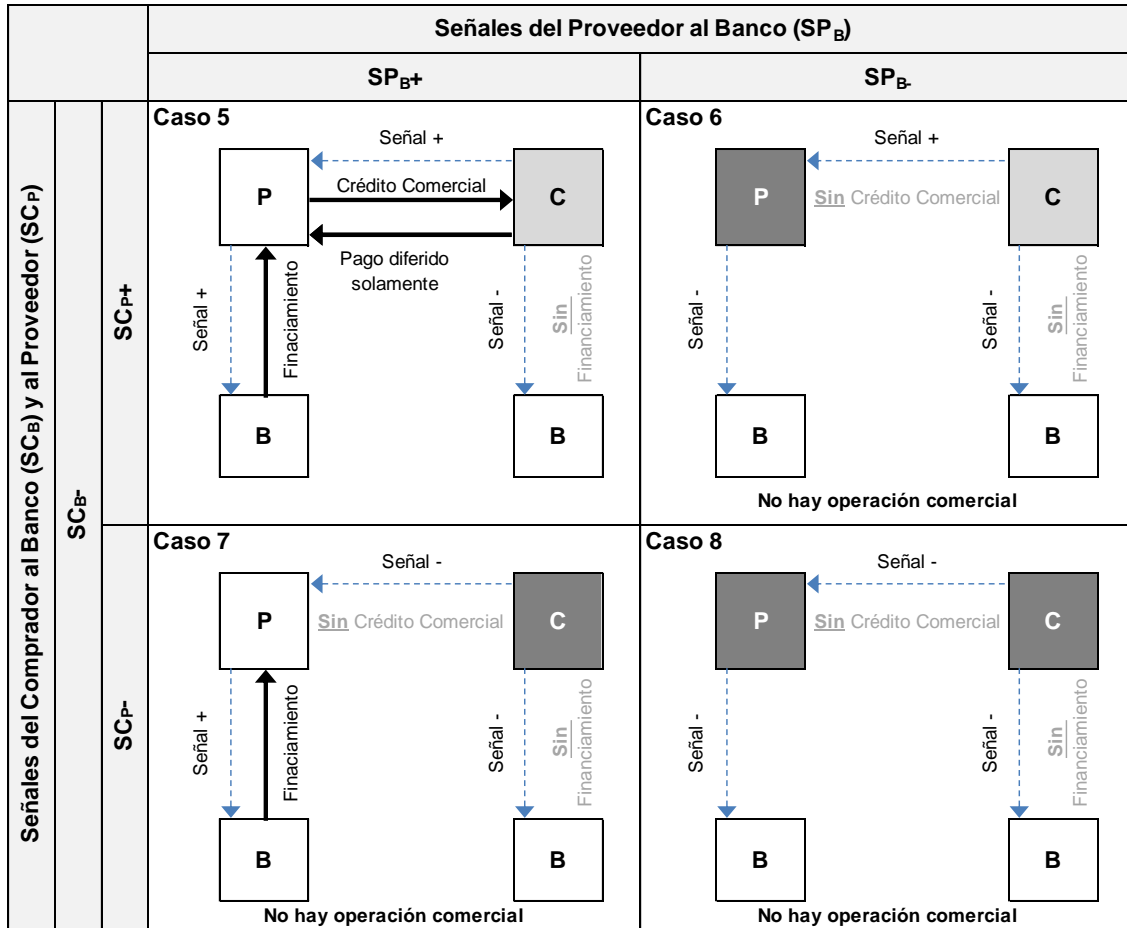 Señales del Proveedor al Banco (SPB)
SPB+
SPB-
Señales del Comprador al Banco (SCB) y al Proveedor (SCP)
SCB-
SCP+
Caso 5
Señal +
P
Crédito Comercial
C
Pago diferido
solamente
Señal +
Finaciamiento
Señal -
Sin
Financiamiento
B
B
Caso 6
Señal +
P
Sin Crédito Comercial
C
Señal -
Señal -
Sin
Financiamiento
B
B
No hay operación comercial
SCP-
Caso 7
Señal -
P
Sin Crédito Comercial
C
Señal +
Finaciamiento
Señal -
Sin
Financiamiento
B
B
No hay operación comercial
Caso 8
Señal -
P
Sin Crédito Comercial
C
Señal -
Señal -
Sin
Financiamiento
B
B
No hay operación comercial